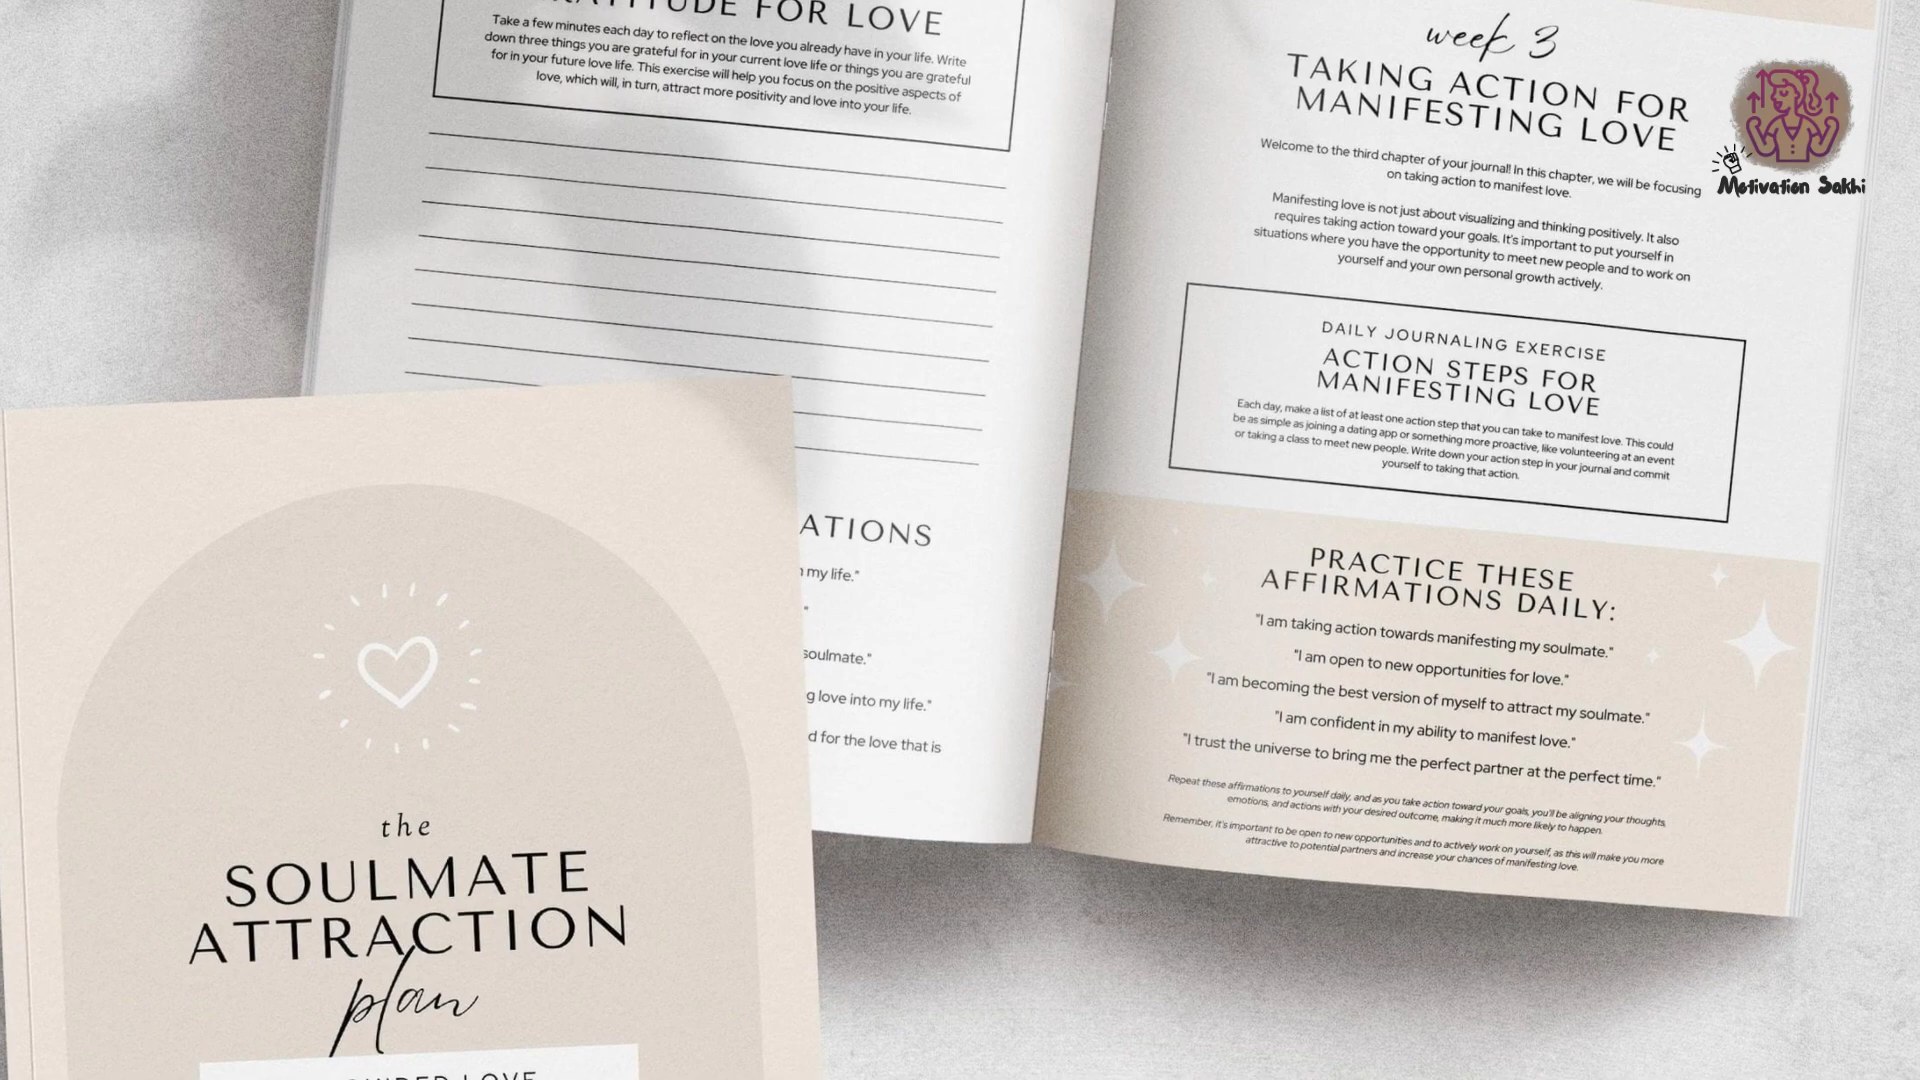 FOR LOVE
Take a few minutes each day to reflect on the love you already have in your life. Write
down three things you are grateful for in your current love life or things you are grateful
for in your future love life. This exercise will help you focus on the positive aspects of
love, which will, in turn, attract more positivity and love into your life.
ATIONS
my life."
soulmate."
g love into my life."
d for the love that is
week 3
TAKING ACTION FOR
MANIFESTING LOVE
Welcome to the third chapter of your journal! In this chapter, we will be focusing
on taking action to manifest love.
Manifesting love is not just about visualizing and thinking positively. It also
requires taking action toward your goals. It's important to put yourself in
situations where you have the opportunity to meet new people and to work on
yourself and your own personal growth actively.
DAILY JOURNALING EXERCISE
ACTION STEPS FOR
MANIFESTING LOVE
Each day, make a list of at least one action step that you can take to manifest love. This could
be as simple as joining a dating app or something more proactive, like volunteering at an event
or taking a class to meet new people. Write down your action step in your journal and commit
yourself to taking that action.
PRACTICE THESE
AFFIRMATIONS DAILY:
"I am taking action towards manifesting my soulmate."
"I am open to new opportunities for love."
"I am becoming the best version of myself to attract my soulmate."
"I am confident in my ability to manifest love."
"I trust the universe to bring me the perfect partner at the perfect time."
Repeat these affirmations to yourself daily, and as you take action toward your goals, you'll be aligning your thoughts,
emotions, and actions with your desired outcome, making it much more likely to happen.
Remember, it's important to be open to new opportunities and to actively work on yourself, as this will make you more
attractive to potential partners and increase your chances of manifesting love.
Motivation Sakhi
the
SOULMATE
ATTRACTION
plan
LOVE